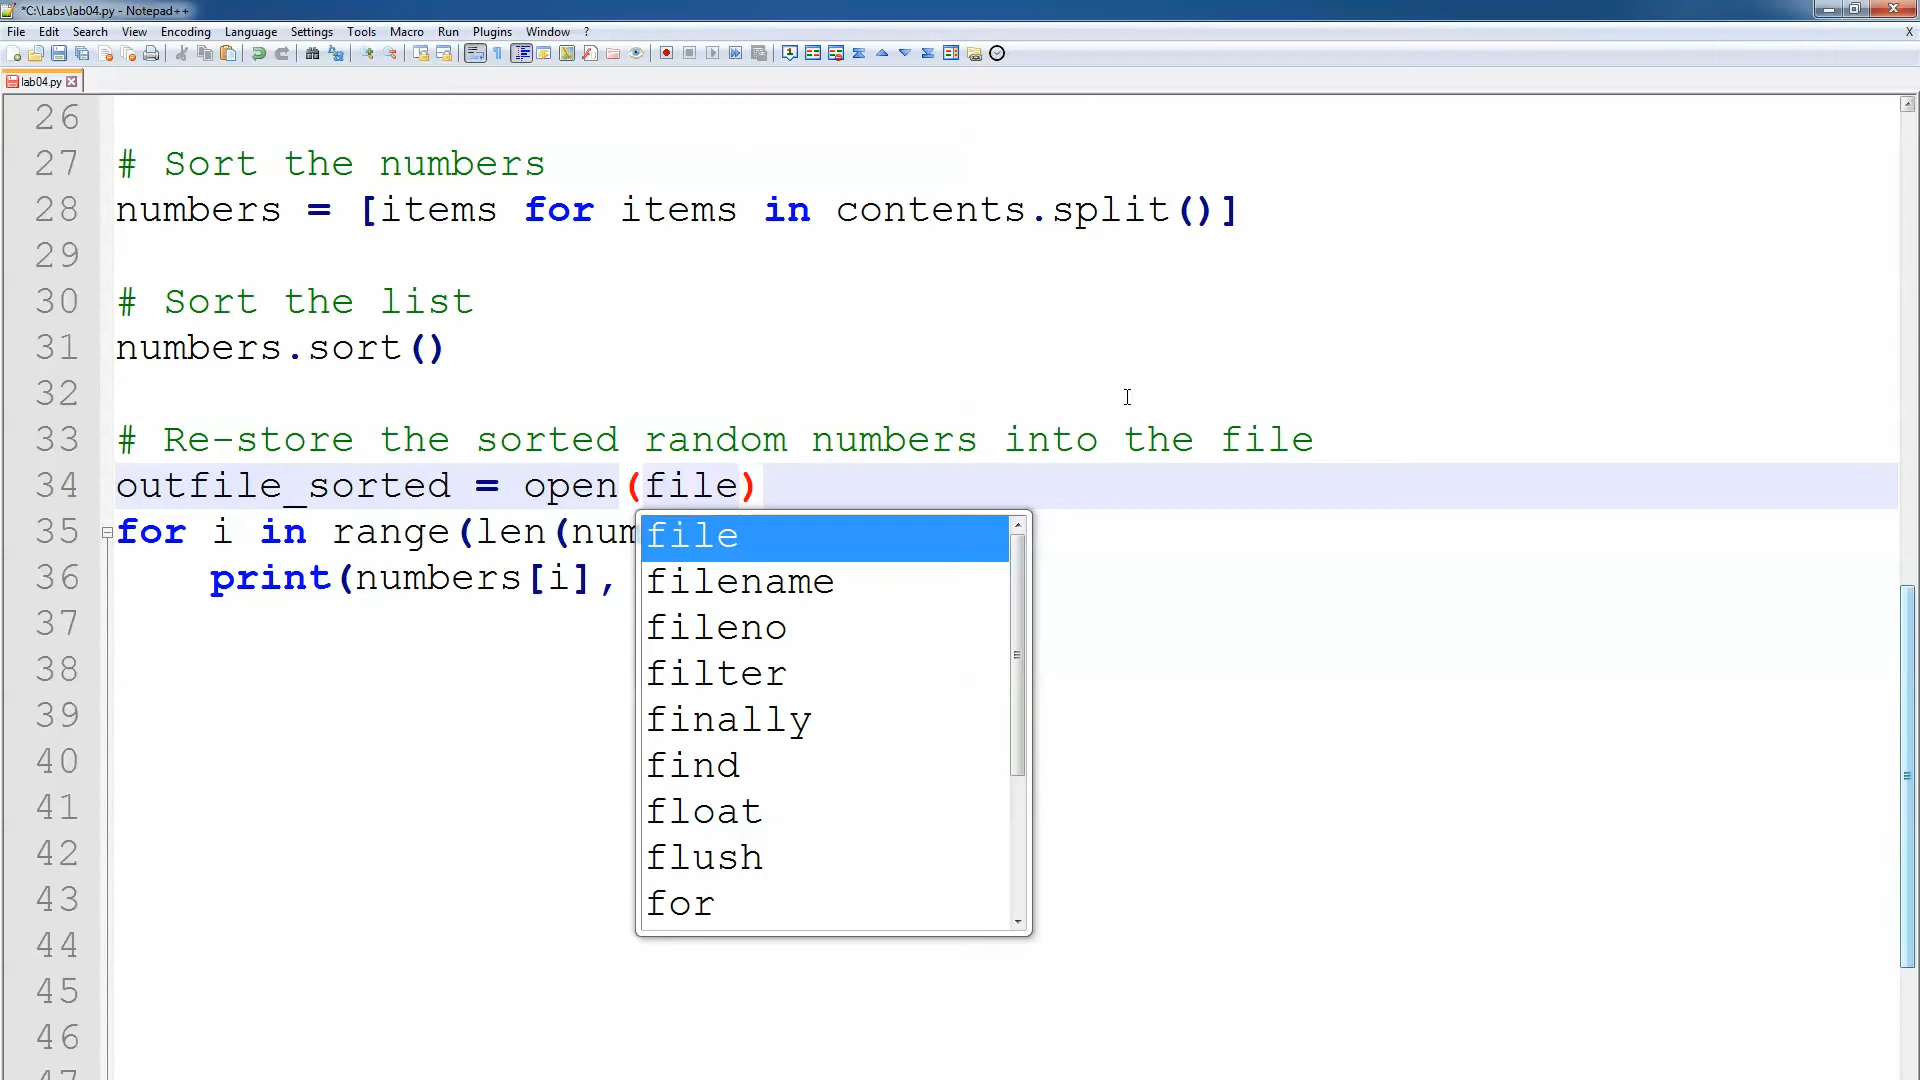 *C:\Labs\lab04.py - Notepad++
File Edit Search View Encoding Language Settings Tools Macro Run Plugins Window ? X
lab04.py
26
27 # Sort the numbers
28 numbers = [items for items in contents.split()]
29
30 # Sort the list
31 numbers.sort()
32
33 # Re-store the sorted random numbers into the file
34 outfile_sorted = open(file)
35 for i in range(len(num
36 print(numbers[i],
37
38
39
40
41
42
43
44
45
46
47
file
filename
fileno
filter
finally
find
float
flush
for